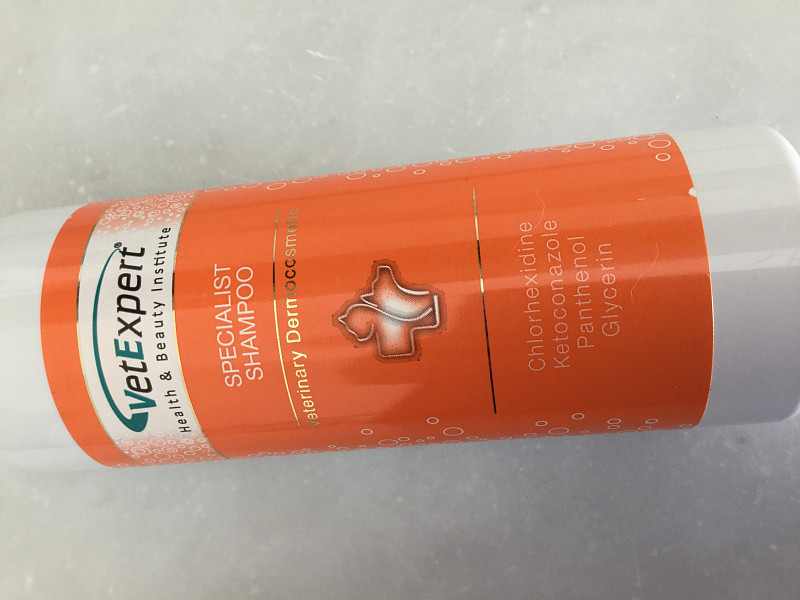 VetExpert®
Health & Beauty Institute
SPECIALIST
SHAMPOO
Veterinary Dermocosmetic
Chlorhexidine
Ketoconazole
Panthenol
Glycerin